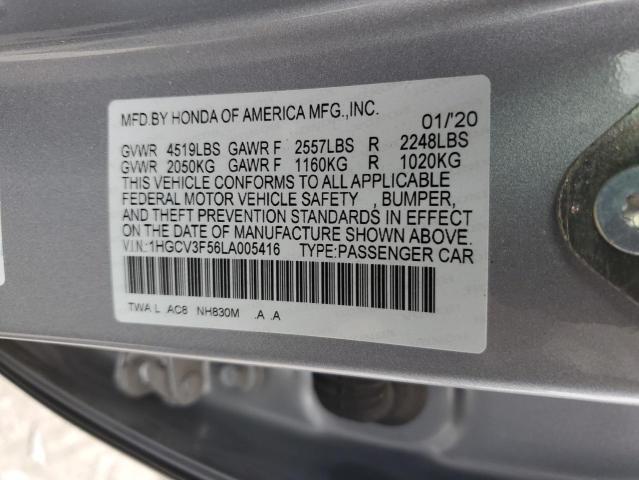 MFD.BY HONDA OF AMERICA MFG.,INC. 01/'20
GVWR 4519LBS GAWR F 2557LBS R 2248LBS
GVWR 2050KG GAWR F 1160KG R 1020KG
THIS VEHICLE CONFORMS TO ALL APPLICABLE
FEDERAL MOTOR VEHICLE SAFETY , BUMPER,
AND THEFT PREVENTION STANDARDS IN EFFECT
ON THE DATE OF MANUFACTURE SHOWN ABOVE.
V.I.N.:1HGCV3F56LA005416 TYPE:PASSENGER CAR
TWA L .AC8 NH830M .A .A